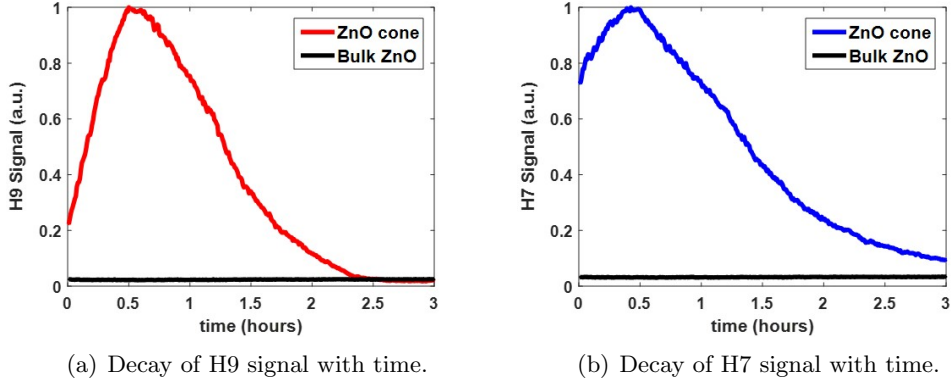 H9 Signal (a.u.)
1
0.8
0.6
0.4
0.2
0
0 0.5 1 1.5 2 2.5 3
time (hours)
ZnO cone
Bulk ZnO
(a) Decay of H9 signal with time.
H7 Signal (a.u.)
1
0.8
0.6
0.4
0.2
0
0 0.5 1 1.5 2 2.5 3
time (hours)
ZnO cone
Bulk ZnO
(b) Decay of H7 signal with time.